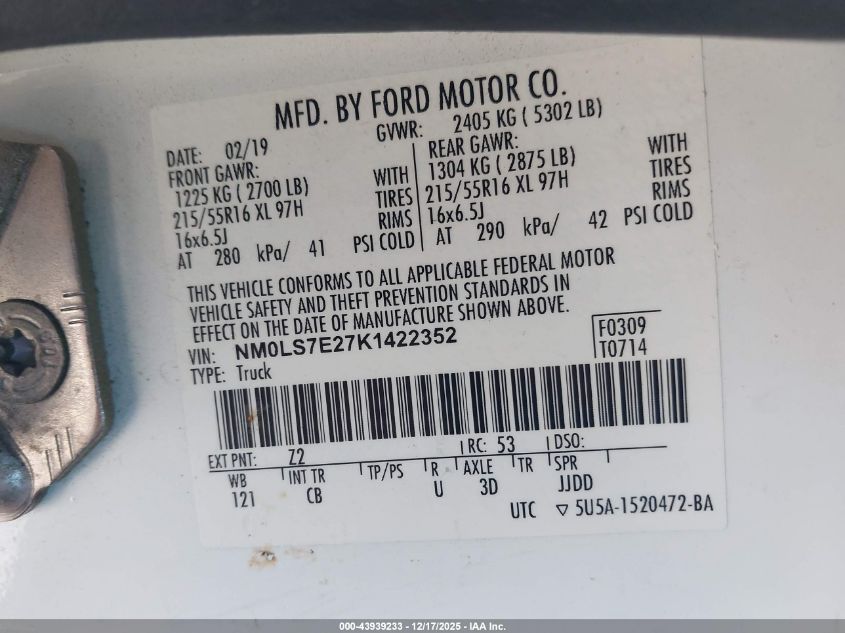 MFD. BY FORD MOTOR CO.
DATE: 02/19 GVWR: 2405 KG ( 5302 LB)
FRONT GAWR: REAR GAWR:
1225 KG ( 2700 LB) WITH 1304 KG ( 2875 LB) WITH
215/55R16 XL 97H TIRES 215/55R16 XL 97H TIRES
16x6.5J RIMS 16x6.5J RIMS
AT 280 kPa/ 41 PSI COLD AT 290 kPa/ 42 PSI COLD
THIS VEHICLE CONFORMS TO ALL APPLICABLE FEDERAL MOTOR
VEHICLE SAFETY AND THEFT PREVENTION STANDARDS IN
EFFECT ON THE DATE OF MANUFACTURE SHOWN ABOVE.
VIN: NM0LS7E27K1422352 F0309
TYPE: Truck T0714
EXT PNT: Z2 RC: 53 DSO:
WB INT TR TP/PS R AXLE TR SPR
121 CB U 3D JJDD
UTC ▽ 5U5A-1520472-BA
000-43939233 - 12/17/2025 - IAA Inc.